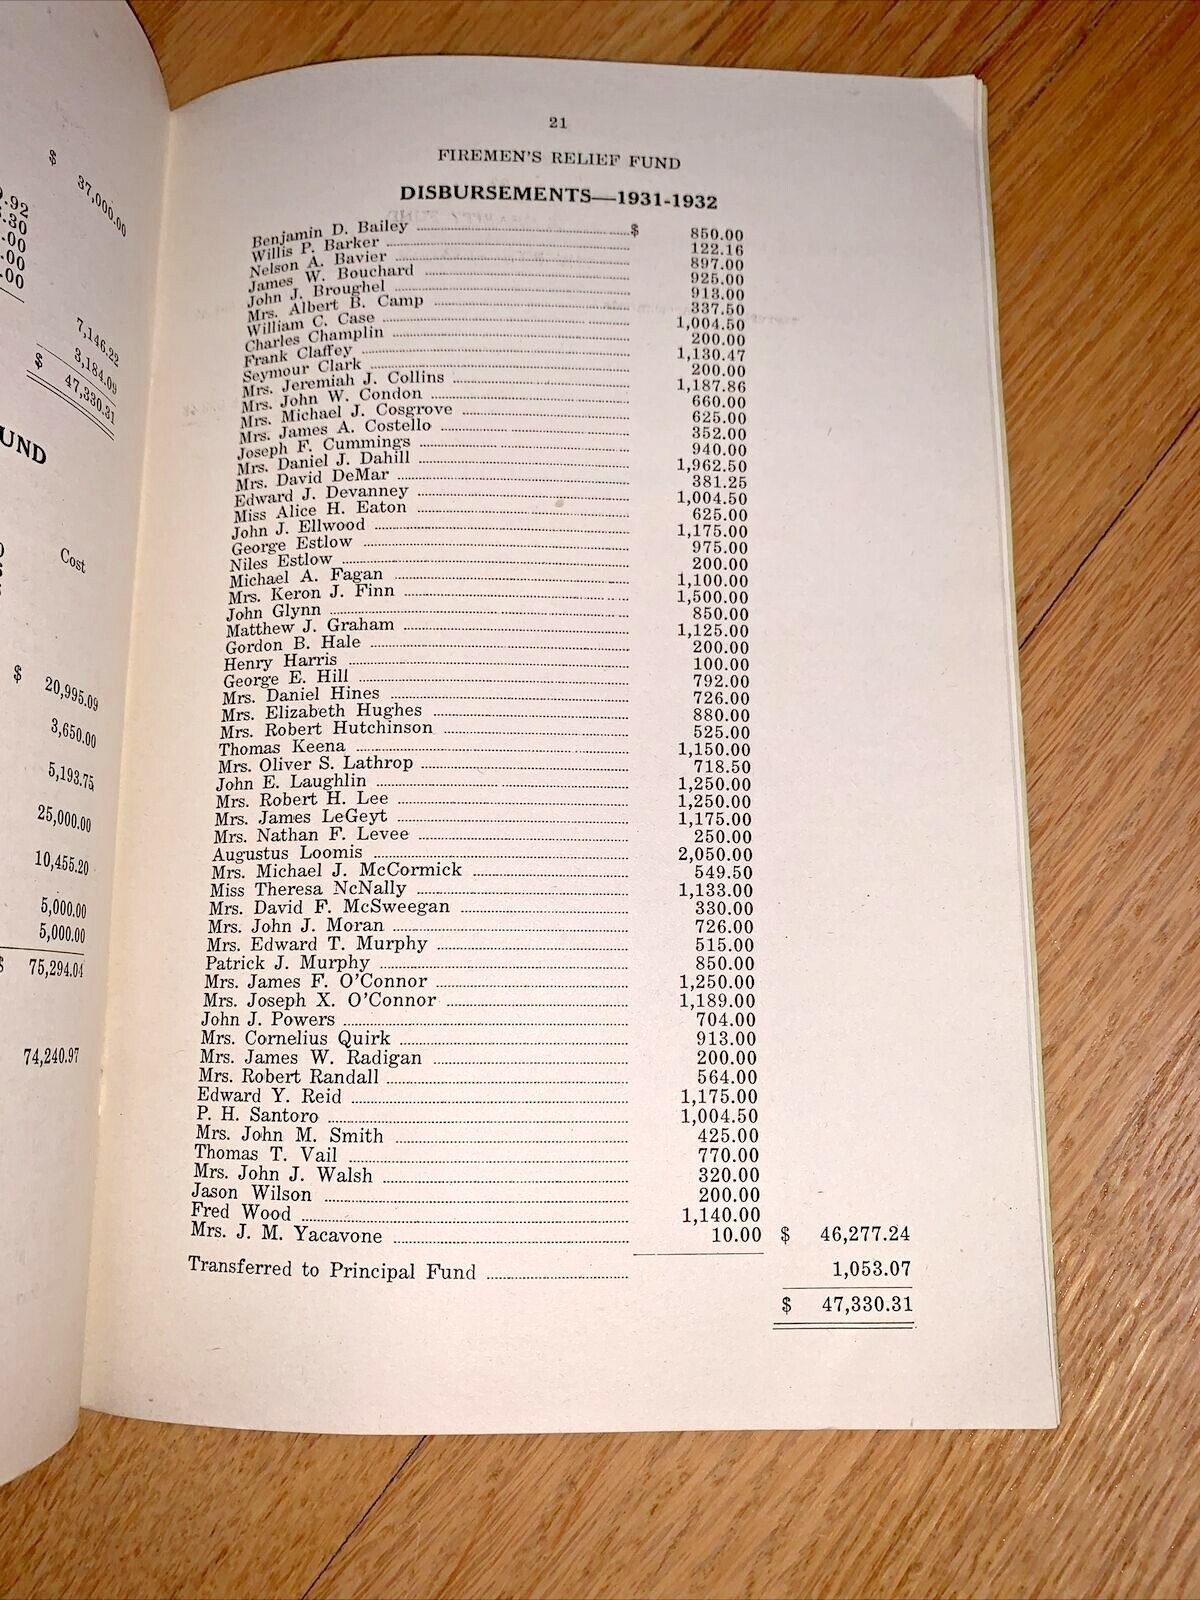 $ 37,000.00
.92
.30
.00
.00
.00
7,146.22
3,184.09
$ 47,330.31
UND
Cost
$ 20,995.09
3,650.00
5,193.75
25,000.00
10,455.20
5,000.00
5,000.00
$ 75,294.04
74,240.97
21
FIREMEN'S RELIEF FUND
DISBURSEMENTS—1931-1932
Benjamin D. Bailey $ 850.00
Willis P. Barker 122.16
Nelson A. Bavier 897.00
James W. Bouchard 925.00
John J. Broughel 913.00
Mrs. Albert B. Camp 337.50
William C. Case 1,004.50
Charles Champlin 200.00
Frank Claffey 1,130.47
Seymour Clark 200.00
Mrs. Jeremiah J. Collins 1,187.86
Mrs. John W. Condon 660.00
Mrs. Michael J. Cosgrove 625.00
Mrs. James A. Costello 352.00
Joseph F. Cummings 940.00
Mrs. Daniel J. Dahill 1,962.50
Mrs. David DeMar 381.25
Edward J. Devanney 1,004.50
Miss Alice H. Eaton 625.00
John J. Ellwood 1,175.00
George Estlow 975.00
Niles Estlow 200.00
Michael A. Fagan 1,100.00
Mrs. Keron J. Finn 1,500.00
John Glynn 850.00
Matthew J. Graham 1,125.00
Gordon B. Hale 200.00
Henry Harris 100.00
George E. Hill 792.00
Mrs. Daniel Hines 726.00
Mrs. Elizabeth Hughes 880.00
Mrs. Robert Hutchinson 525.00
Thomas Keena 1,150.00
Mrs. Oliver S. Lathrop 718.50
John E. Laughlin 1,250.00
Mrs. Robert H. Lee 1,250.00
Mrs. James LeGeyt 1,175.00
Mrs. Nathan F. Levee 250.00
Augustus Loomis 2,050.00
Mrs. Michael J. McCormick 549.50
Miss Theresa NcNally 1,133.00
Mrs. David F. McSweegan 330.00
Mrs. John J. Moran 726.00
Mrs. Edward T. Murphy 515.00
Patrick J. Murphy 850.00
Mrs. James F. O'Connor 1,250.00
Mrs. Joseph X. O'Connor 1,189.00
John J. Powers 704.00
Mrs. Cornelius Quirk 913.00
Mrs. James W. Radigan 200.00
Mrs. Robert Randall 564.00
Edward Y. Reid 1,175.00
P. H. Santoro 1,004.50
Mrs. John M. Smith 425.00
Thomas T. Vail 770.00
Mrs. John J. Walsh 320.00
Jason Wilson 200.00
Fred Wood 1,140.00
Mrs. J. M. Yacavone 10.00 $ 46,277.24
Transferred to Principal Fund 1,053.07
$ 47,330.31